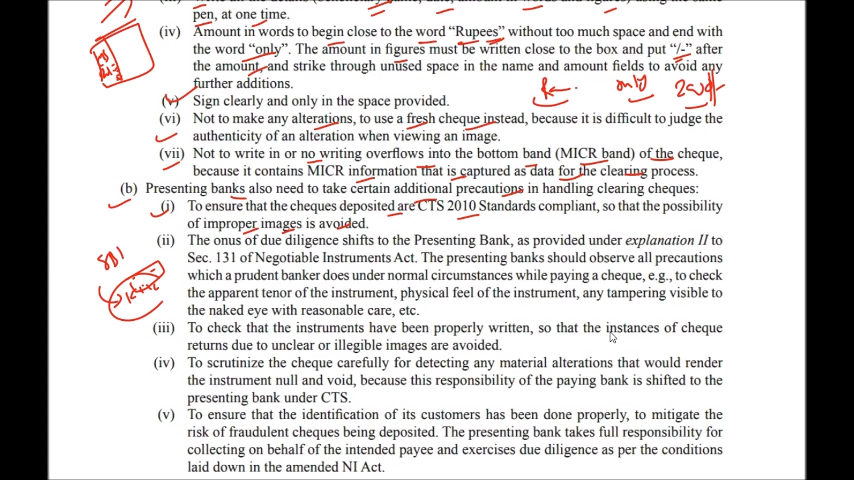 (iii) Write all the details (beneficiary name, date, amount in words and figures) using the same
pen, at one time.
(iv) Amount in words to begin close to the word “Rupees” without too much space and end with
the word “only”. The amount in figures must be written close to the box and put “/-” after
the amount, and strike through unused space in the name and amount fields to avoid any
further additions.
(v) Sign clearly and only in the space provided.
(vi) Not to make any alterations, to use a fresh cheque instead, because it is difficult to judge the
authenticity of an alteration when viewing an image.
(vii) Not to write in or no writing overflows into the bottom band (MICR band) of the cheque,
because it contains MICR information that is captured as data for the clearing process.
(b) Presenting banks also need to take certain additional precautions in handling clearing cheques:
(i) To ensure that the cheques deposited are CTS 2010 Standards compliant, so that the possibility
of improper images is avoided.
(ii) The onus of due diligence shifts to the Presenting Bank, as provided under explanation II to
Sec. 131 of Negotiable Instruments Act. The presenting banks should observe all precautions
which a prudent banker does under normal circumstances while paying a cheque, e.g., to check
the apparent tenor of the instrument, physical feel of the instrument, any tampering visible to
the naked eye with reasonable care, etc.
SBI
(iii) To check that the instruments have been properly written, so that the instances of cheque
returns due to unclear or illegible images are avoided.
(iv) To scrutinize the cheque carefully for detecting any material alterations that would render
the instrument null and void, because this responsibility of the paying bank is shifted to the
presenting bank under CTS.
(v) To ensure that the identification of its customers has been done properly, to mitigate the
risk of fraudulent cheques being deposited. The presenting bank takes full responsibility for
collecting on behalf of the intended payee and exercises due diligence as per the conditions
laid down in the amended NI Act.